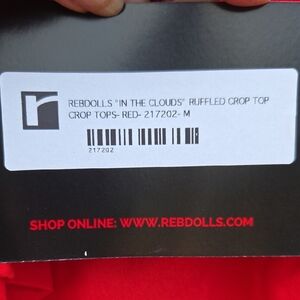 r
REBDOLLS "IN THE CLOUDS" RUFFLED CROP TOP
CROP TOPS- RED- 217202- M
217202
SHOP ONLINE: WWW.REBDOLLS.COM